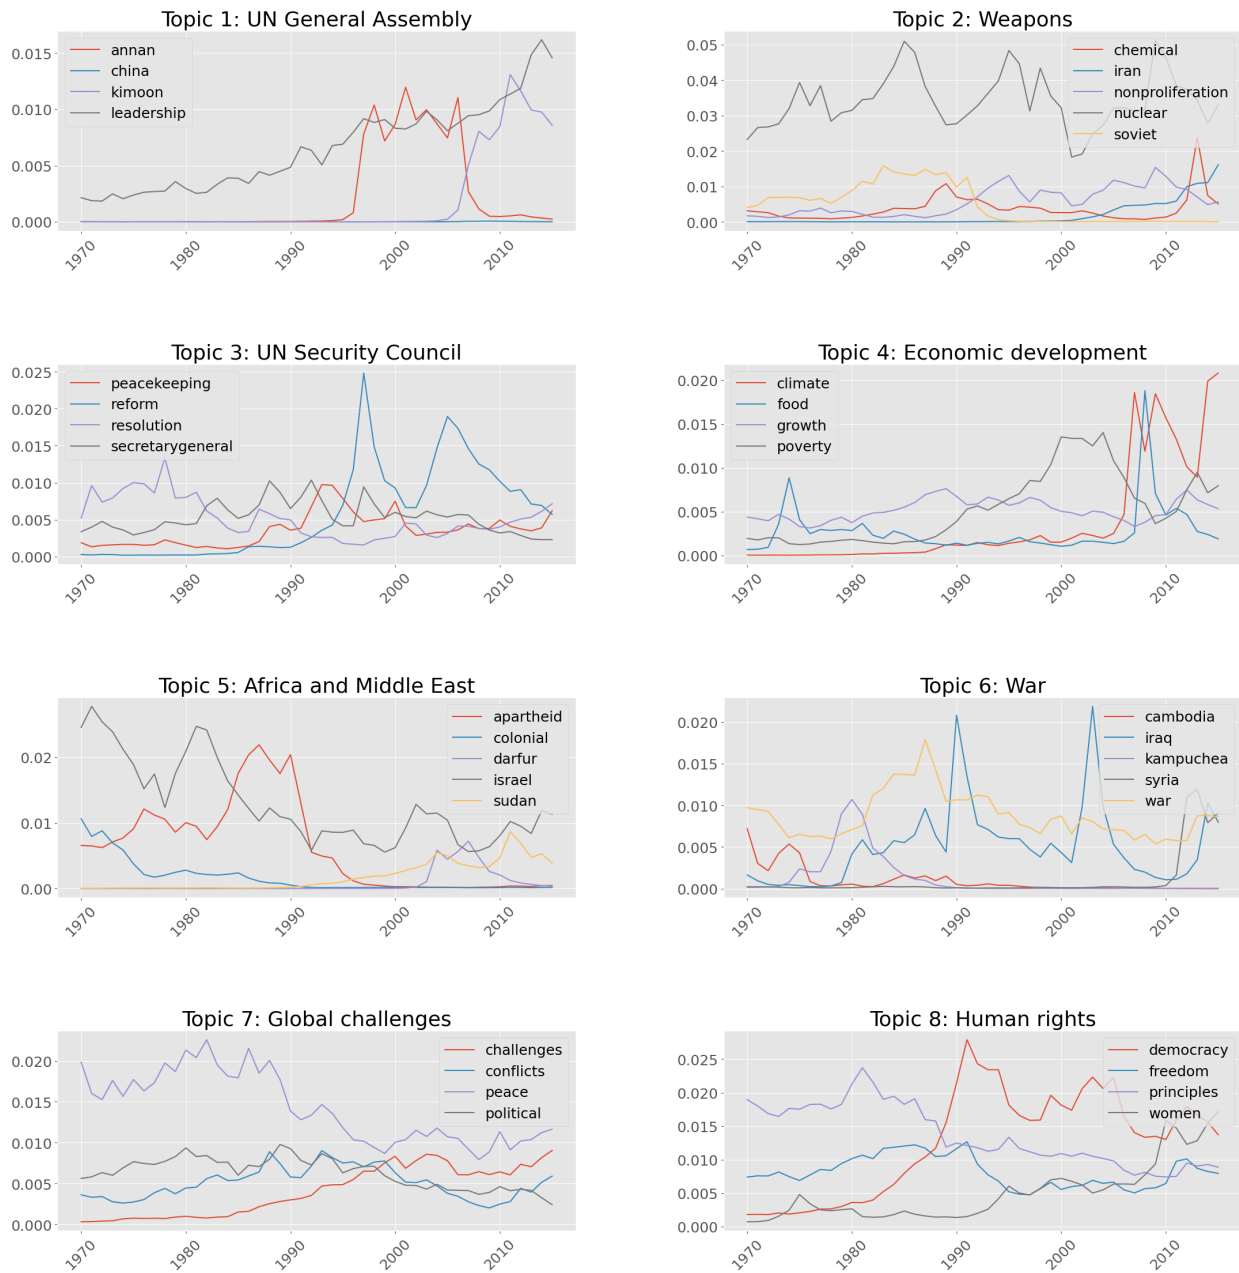 Topic 1: UN General Assembly
annan
china
kimoon
leadership
0.015
0.010
0.005
0.000
1970
1980
1990
2000
2010
Topic 2: Weapons
chemical
iran
nonproliferation
nuclear
soviet
0.05
0.04
0.03
0.02
0.01
0.00
1970
1980
1990
2000
2010
Topic 3: UN Security Council
peacekeeping
reform
resolution
secretarygeneral
0.025
0.020
0.015
0.010
0.005
0.000
1970
1980
1990
2000
2010
Topic 4: Economic development
climate
food
growth
poverty
0.020
0.015
0.010
0.005
0.000
1970
1980
1990
2000
2010
Topic 5: Africa and Middle East
apartheid
colonial
darfur
israel
sudan
0.02
0.01
0.00
1970
1980
1990
2000
2010
Topic 6: War
cambodia
iraq
kampuchea
syria
war
0.020
0.015
0.010
0.005
0.000
1970
1980
1990
2000
2010
Topic 7: Global challenges
challenges
conflicts
peace
political
0.020
0.015
0.010
0.005
0.000
1970
1980
1990
2000
2010
Topic 8: Human rights
democracy
freedom
principles
women
0.025
0.020
0.015
0.010
0.005
0.000
1970
1980
1990
2000
2010